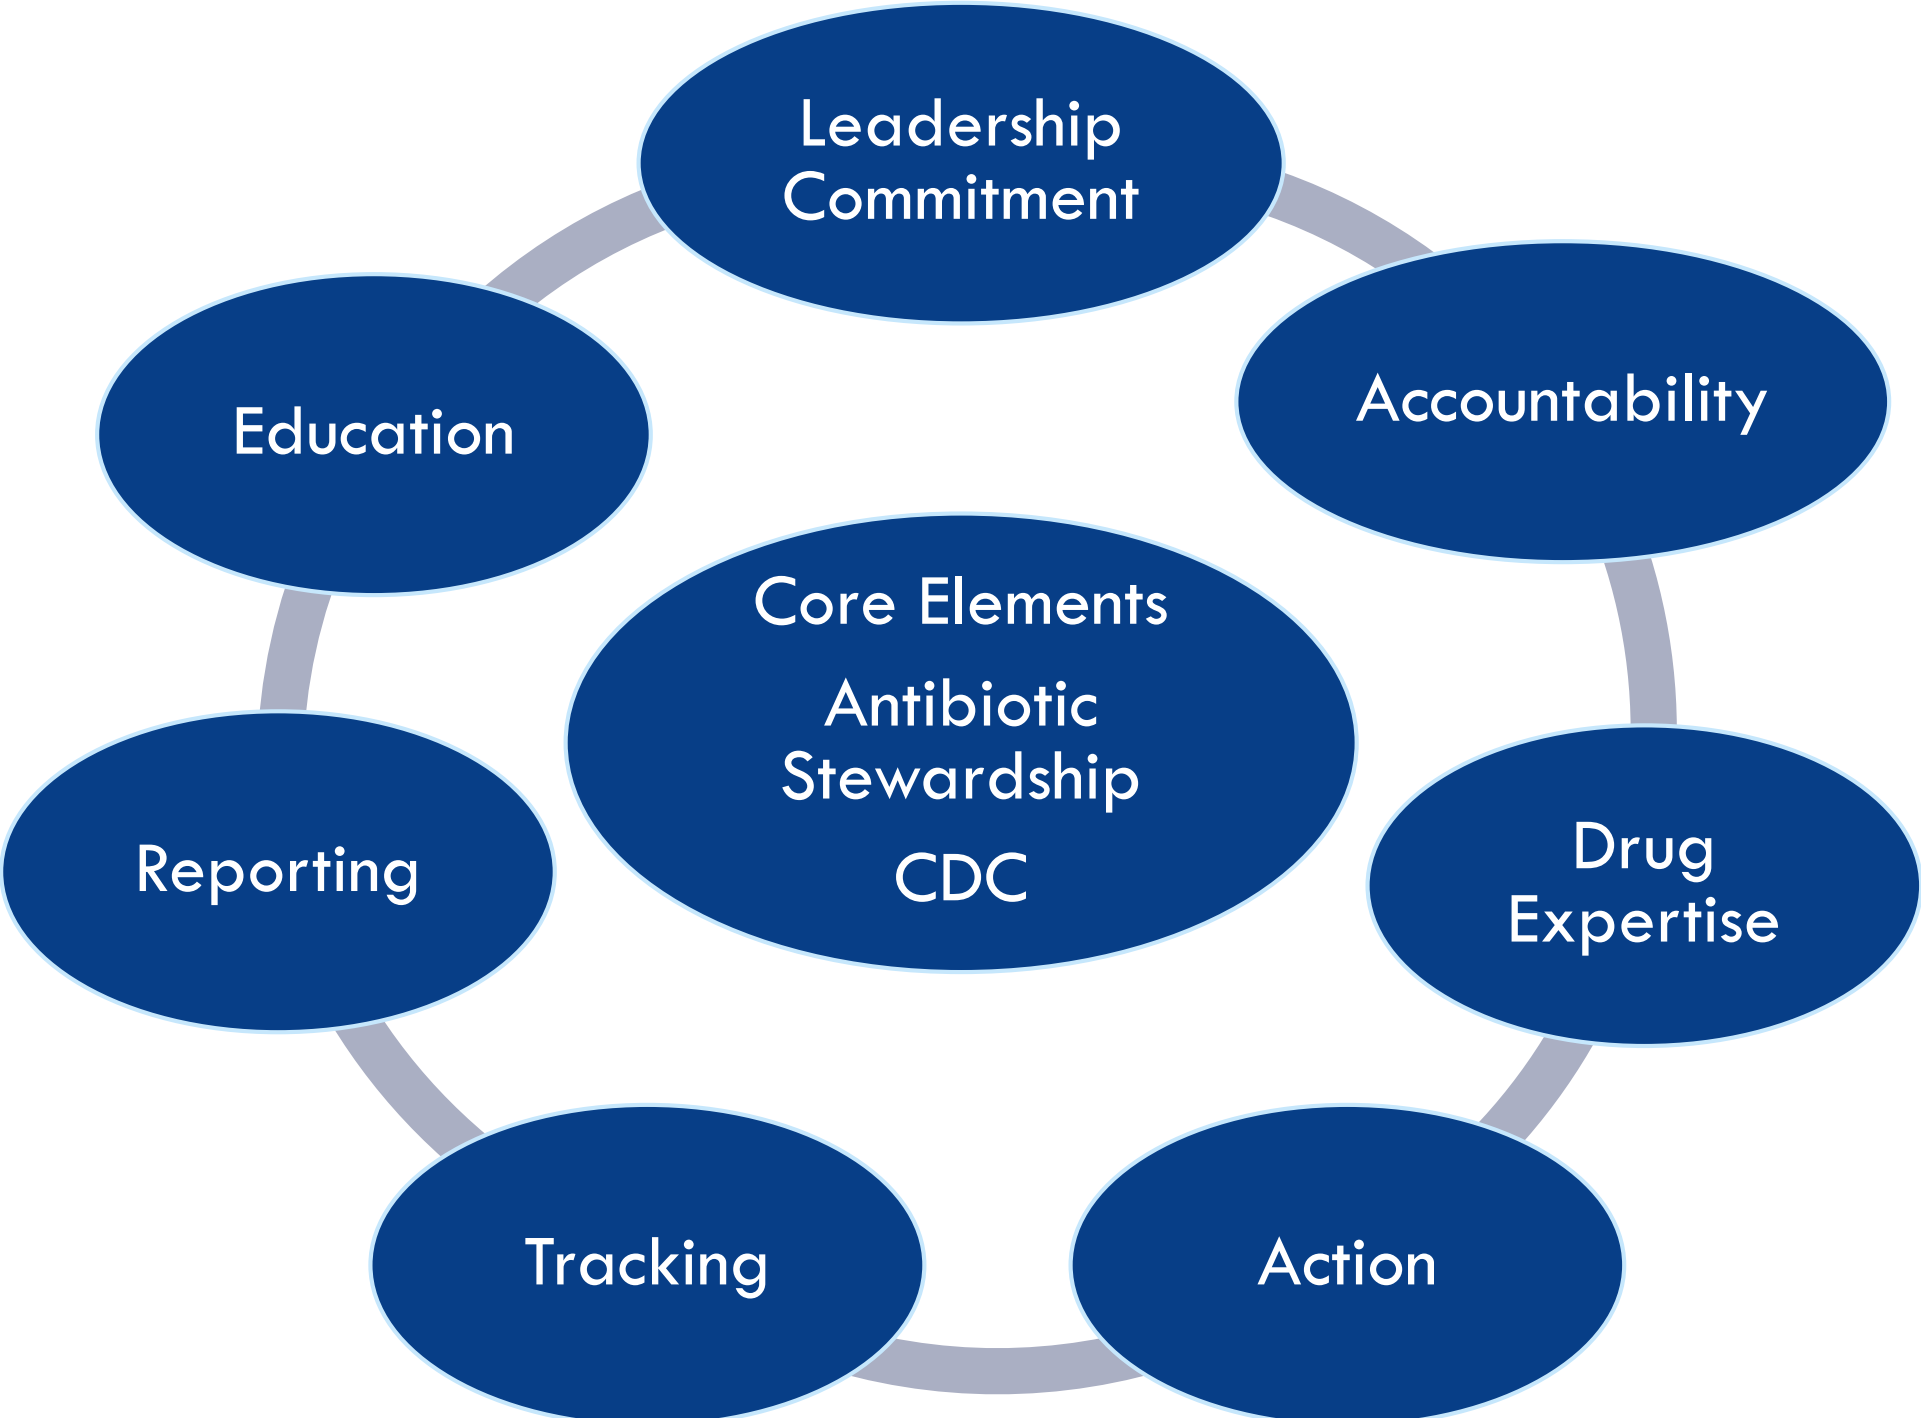 Leadership
Commitment
Accountability
Education
Core Elements
Antibiotic
Stewardship
CDC
Drug
Expertise
Reporting
Action
Tracking